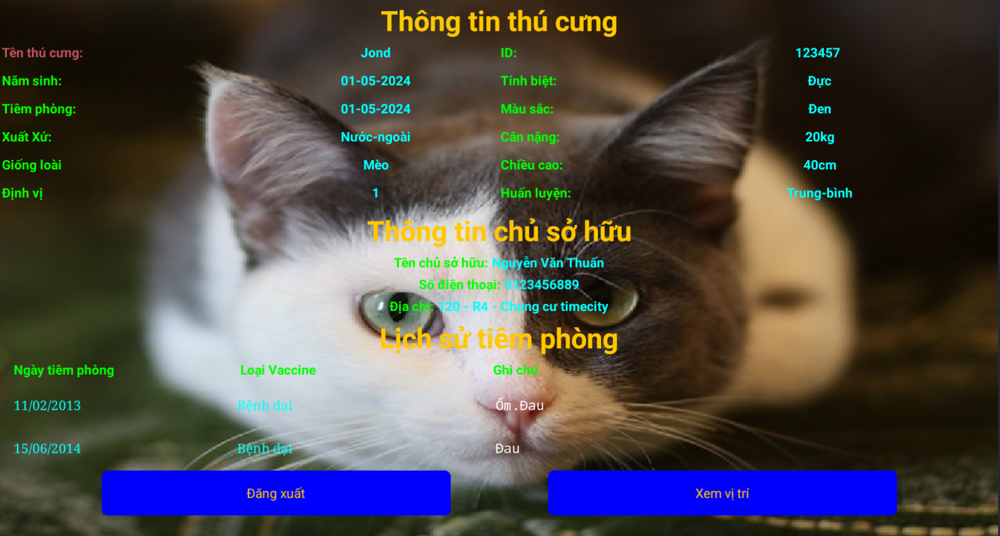 Thông tin thú cưng
Tên thú cưng: Jond ID: 123457
Năm sinh: 01-05-2024 Tính biệt: Đực
Tiêm phòng: 01-05-2024 Màu sắc: Đen
Xuất Xứ: Nước-ngoài Cân nặng: 20kg
Giống loài Mèo Chiều cao: 40cm
Định vị 1 Huấn luyện: Trung-bình
Thông tin chủ sở hữu
Tên chủ sở hữu: Nguyễn Văn Thuấn
Số điện thoại: 0123456889
Địa chỉ: 120 - R4 - Chung cư timecity
Lịch sử tiêm phòng
Ngày tiêm phòng Loại Vaccine Ghi chú
11/02/2013 Bệnh dại Ốm.Đau
15/06/2014 Bệnh dại Đau
Đăng xuất Xem vị trí